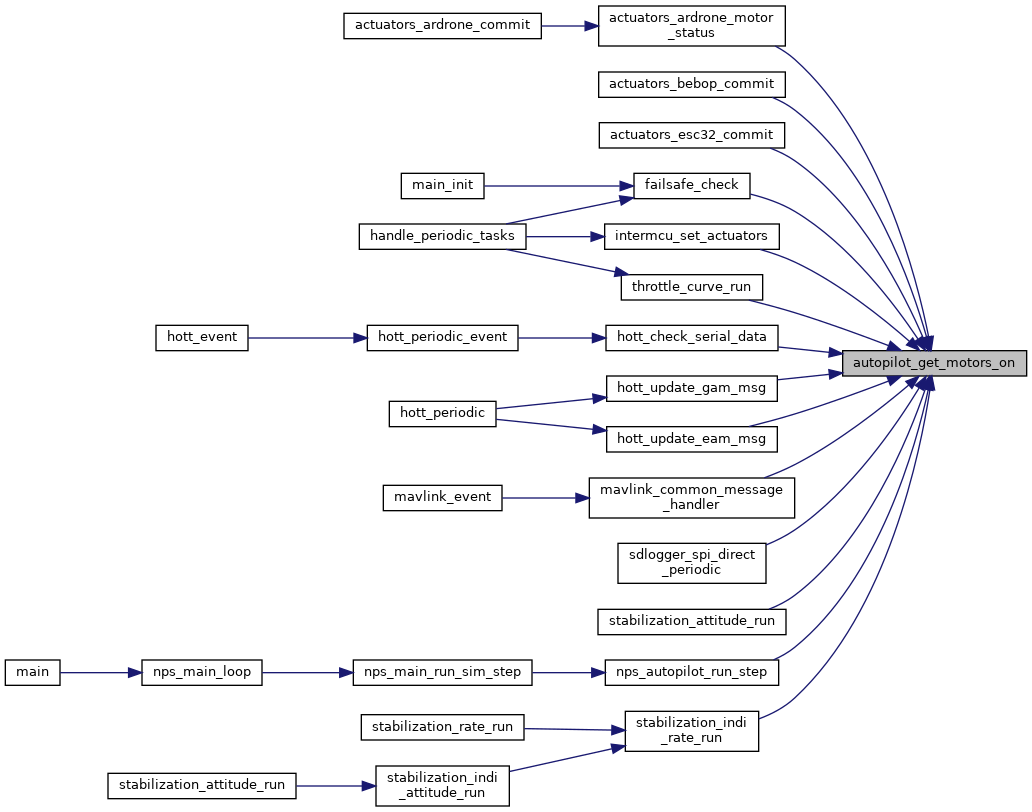 actuators_ardrone_commit
actuators_ardrone_motor
_status
actuators_bebop_commit
actuators_esc32_commit
main_init
failsafe_check
handle_periodic_tasks
intermcu_set_actuators
throttle_curve_run
hott_event
hott_periodic_event
hott_check_serial_data
autopilot_get_motors_on
hott_periodic
hott_update_gam_msg
hott_update_eam_msg
mavlink_event
mavlink_common_message
_handler
sdlogger_spi_direct
_periodic
stabilization_attitude_run
main
nps_main_loop
nps_main_run_sim_step
nps_autopilot_run_step
stabilization_rate_run
stabilization_indi
_rate_run
stabilization_attitude_run
stabilization_indi
_attitude_run